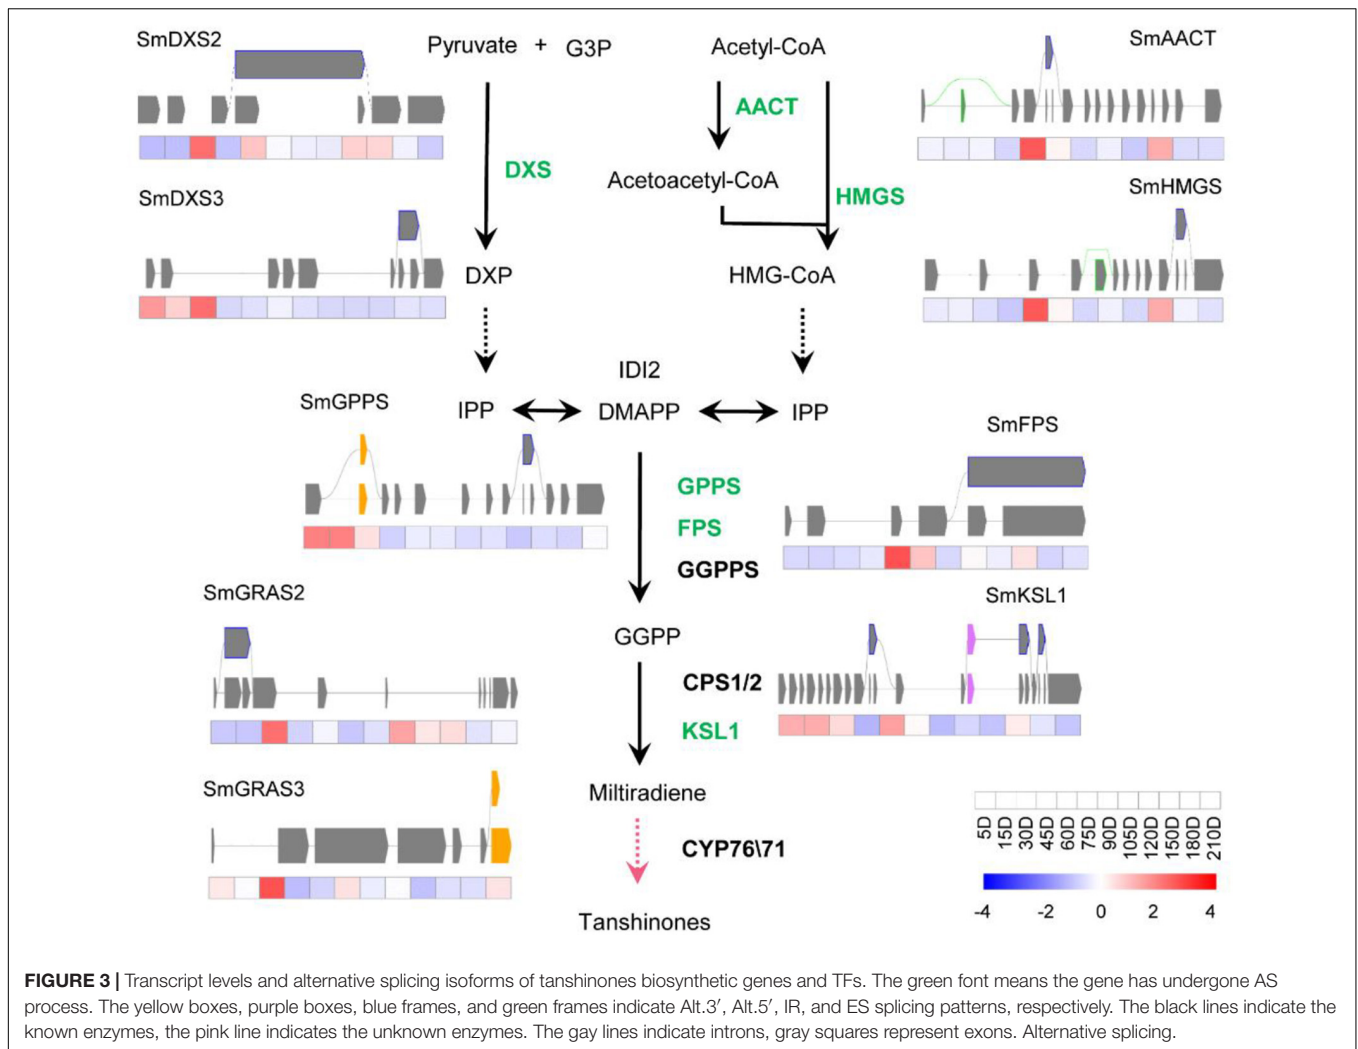 SmDXS2
Pyruvate + G3P
Acetyl-CoA
SmAACT
AACT
DXS
Acetoacetyl-CoA
HMGS
SmDXS3
SmHMGS
DXP
HMG-CoA
IDI2
SmGPPS
IPP
DMAPP
IPP
SmFPS
GPPS
FPS
GGPPS
SmGRAS2
SmKSL1
GGPP
CPS1/2
KSL1
SmGRAS3
Miltiradiene
CYP76\71
Tanshinones
5D
15D
30D
45D
60D
75D
90D
105D
120D
150D
180D
210D
-4 -2 0 2 4
FIGURE 3 | Transcript levels and alternative splicing isoforms of tanshinones biosynthetic genes and TFs. The green font means the gene has undergone AS
process. The yellow boxes, purple boxes, blue frames, and green frames indicate Alt.3′, Alt.5′, IR, and ES splicing patterns, respectively. The black lines indicate the
known enzymes, the pink line indicates the unknown enzymes. The gay lines indicate introns, gray squares represent exons. Alternative splicing.